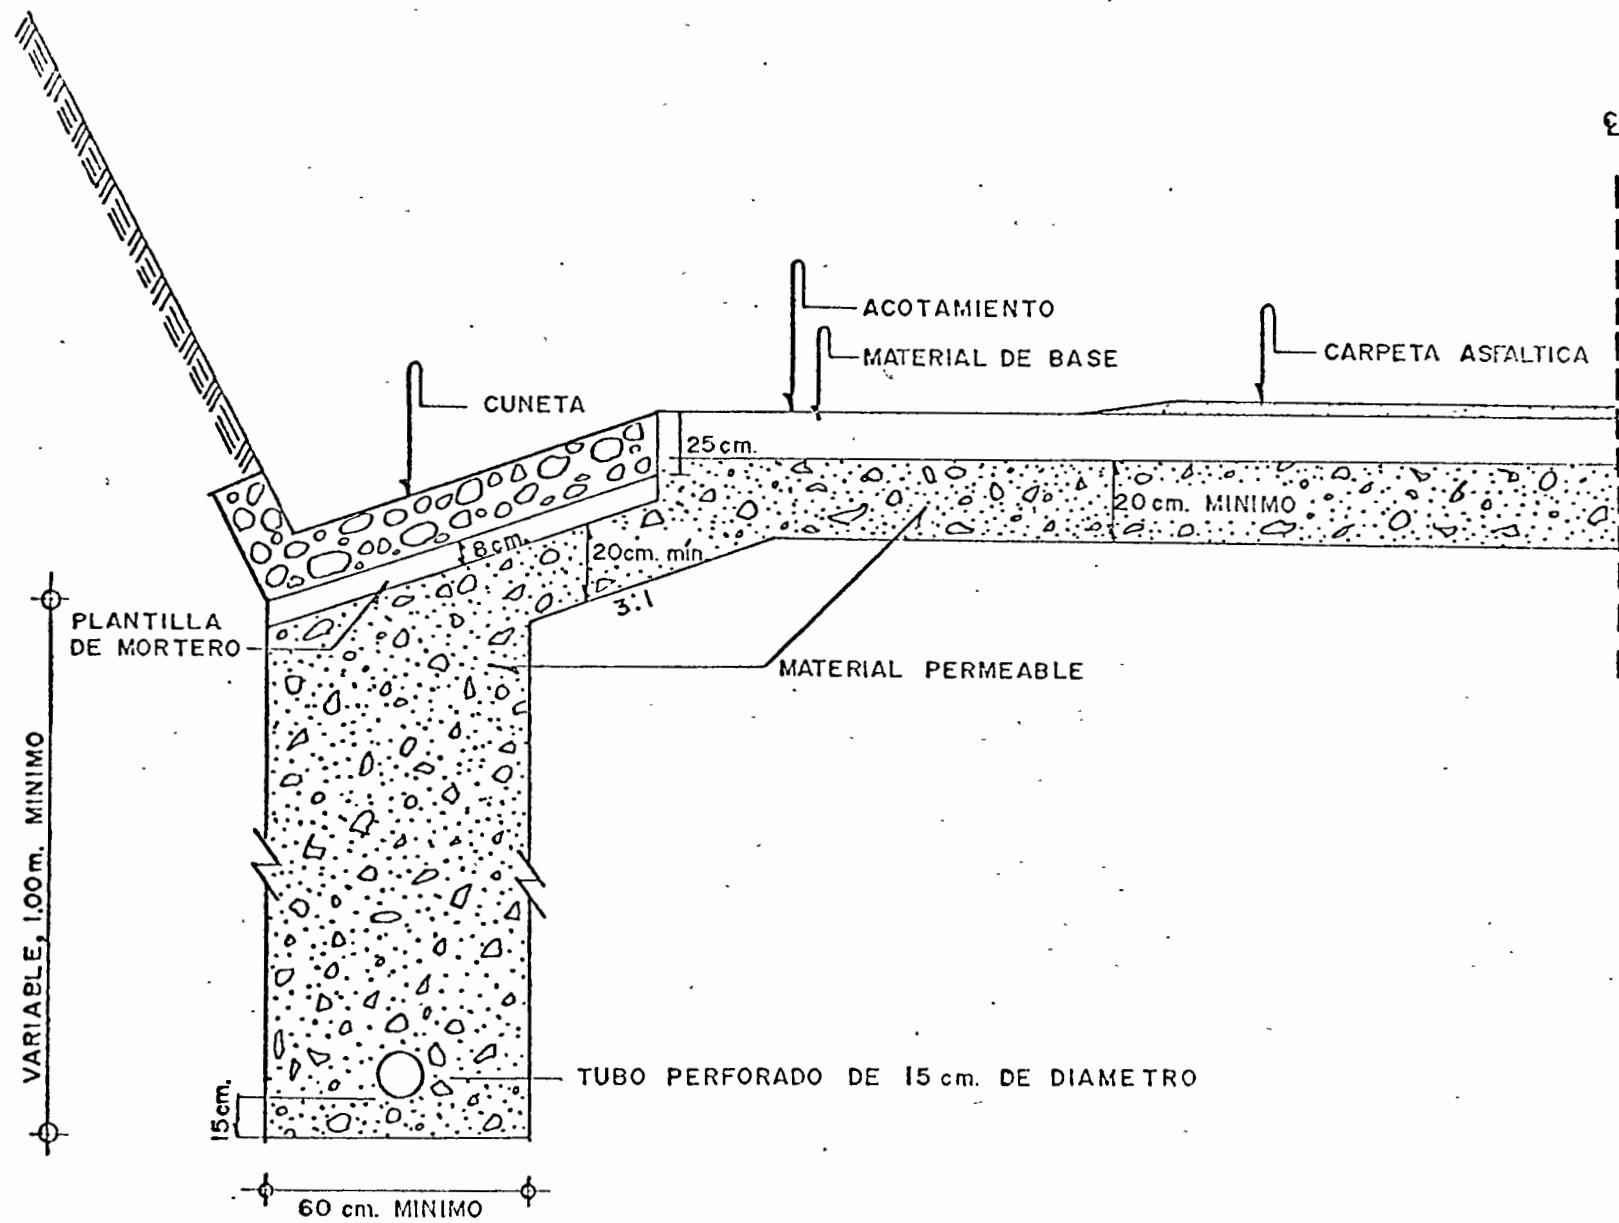 ℄
ACOTAMIENTO
MATERIAL DE BASE
CARPETA ASFALTICA
CUNETA
25 cm.
20 cm. MINIMO
8 cm.
20cm. min.
3:1
PLANTILLA
DE MORTERO
MATERIAL PERMEABLE
VARIABLE, 1.00m. MINIMO
TUBO PERFORADO DE 15 cm. DE DIAMETRO
15cm.
60 cm. MINIMO